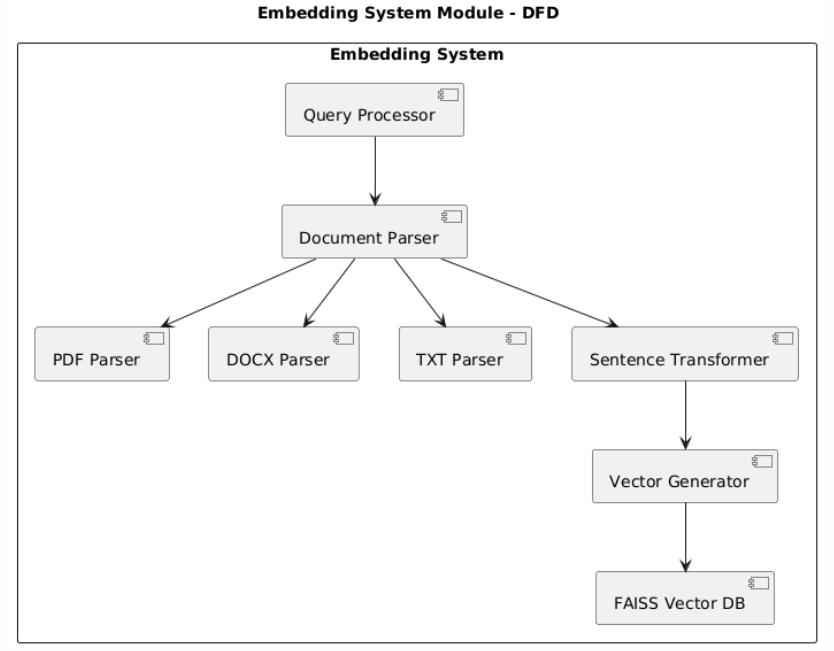 Embedding System Module - DFD
Embedding System
Query Processor
Document Parser
PDF Parser
DOCX Parser
TXT Parser
Sentence Transformer
Vector Generator
FAISS Vector DB